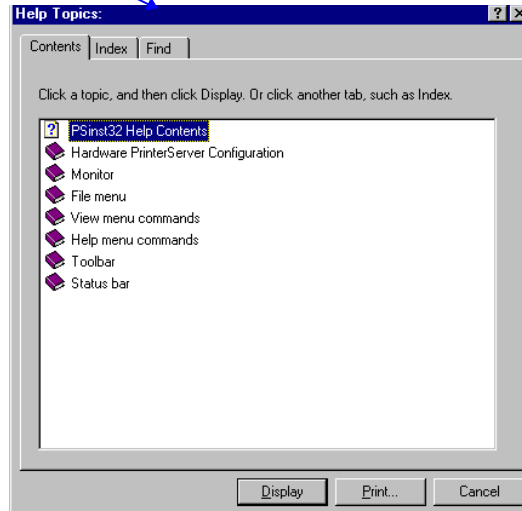 Help Topics:
Contents Index Find
Click a topic, and then click Display. Or click another tab, such as Index.
PSinst32 Help Contents
Hardware PrinterServer Configuration
Monitor
File menu
View menu commands
Help menu commands
Toolbar
Status bar
Display Print... Cancel